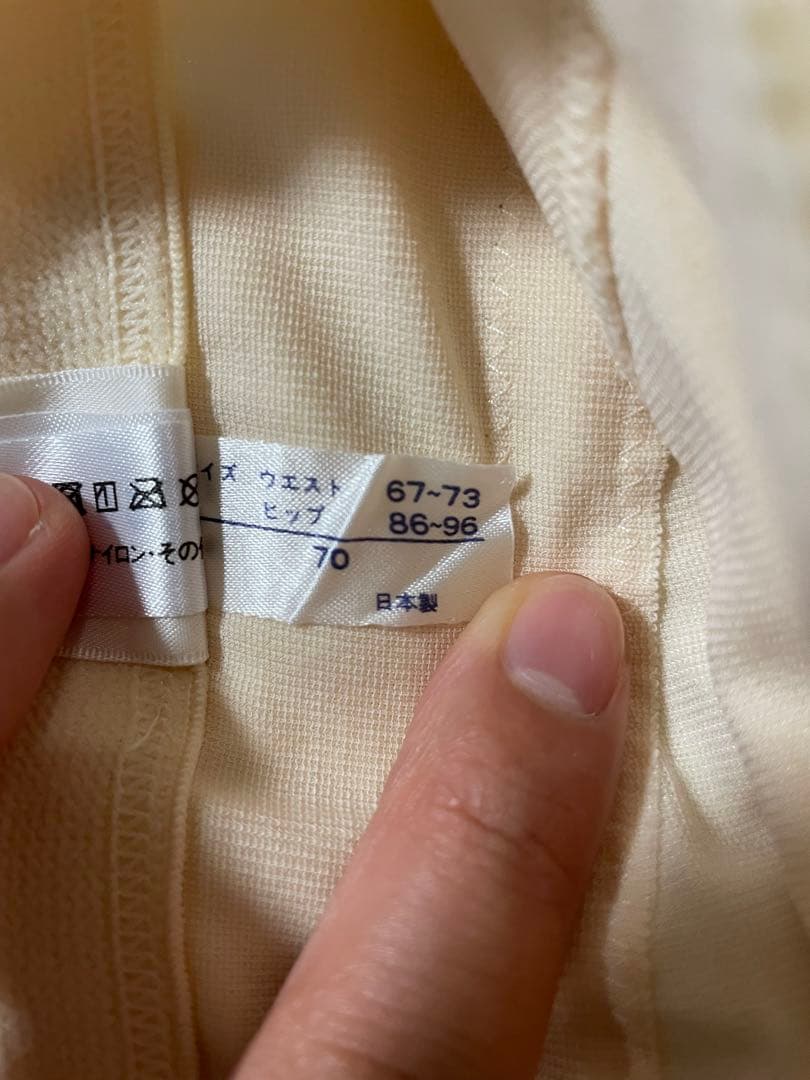 イズ ウエスト 67~73
ヒップ 86~96
70
日本製
イロン・その